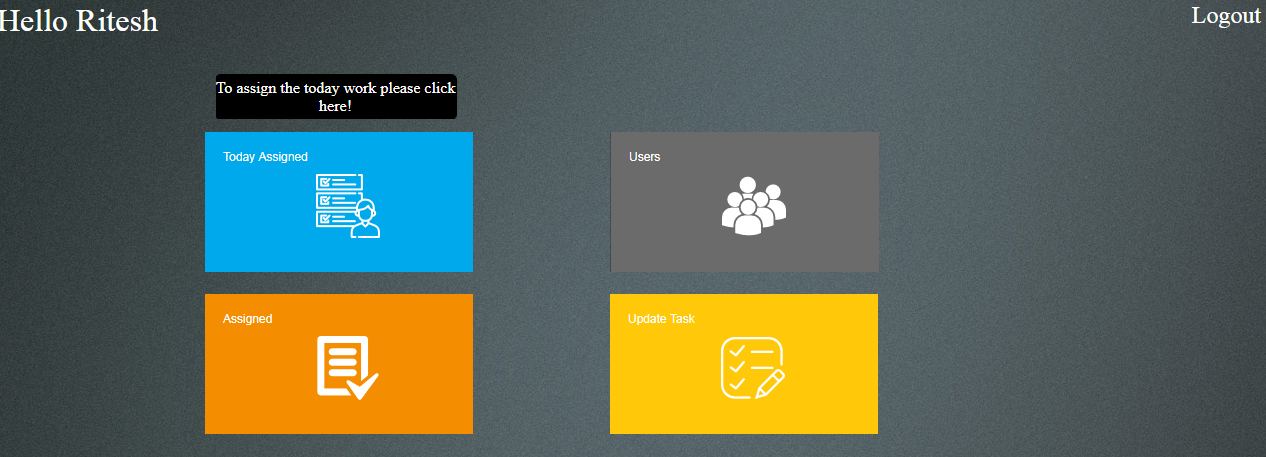 Hello Ritesh
Logout
To assign the today work please click
here!
Today Assigned
Users
Assigned
Update Task